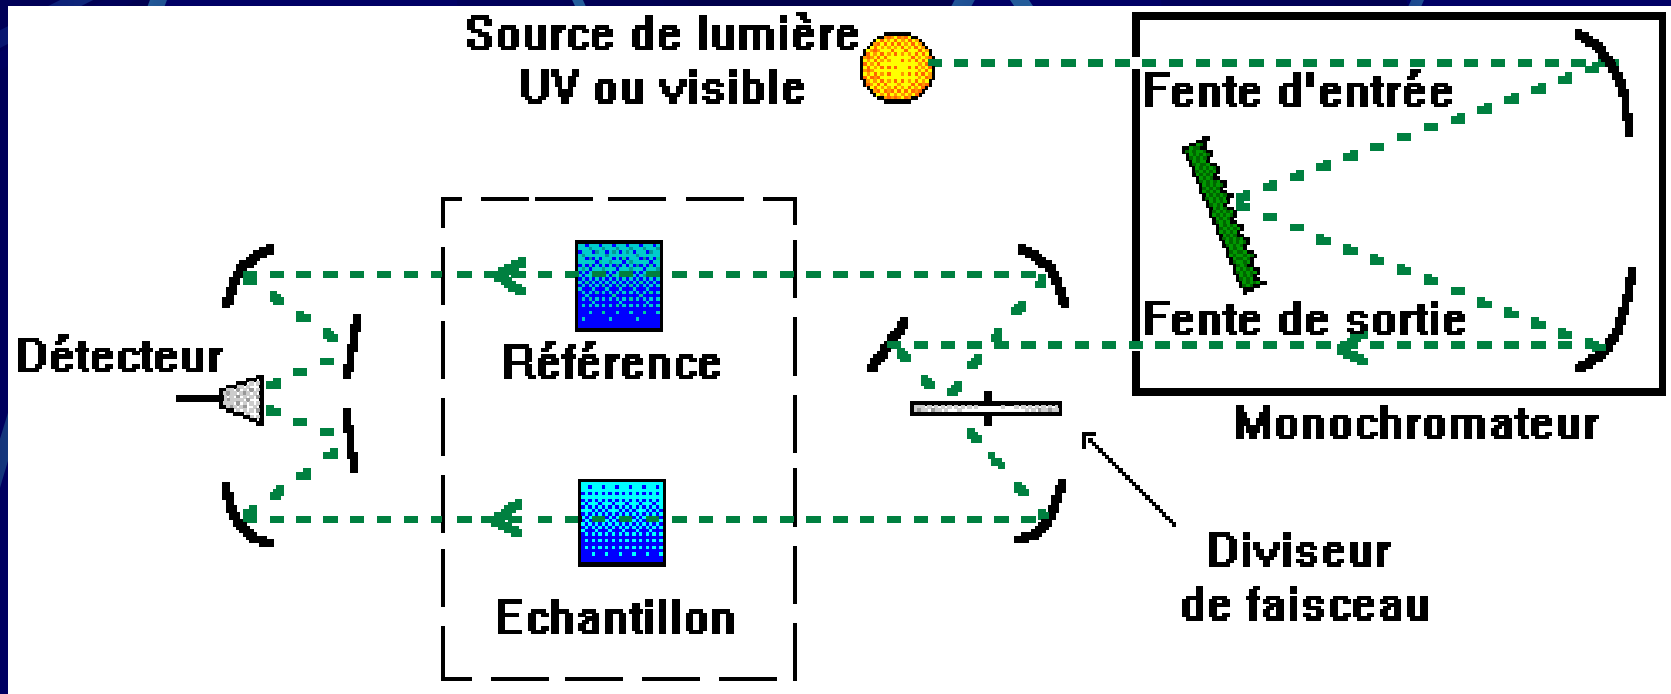 Source de lumière
UV ou visible
Fente d'entrée
Fente de sortie
Détecteur
Référence
Monochromateur
Diviseur
de faisceau
Echantillon